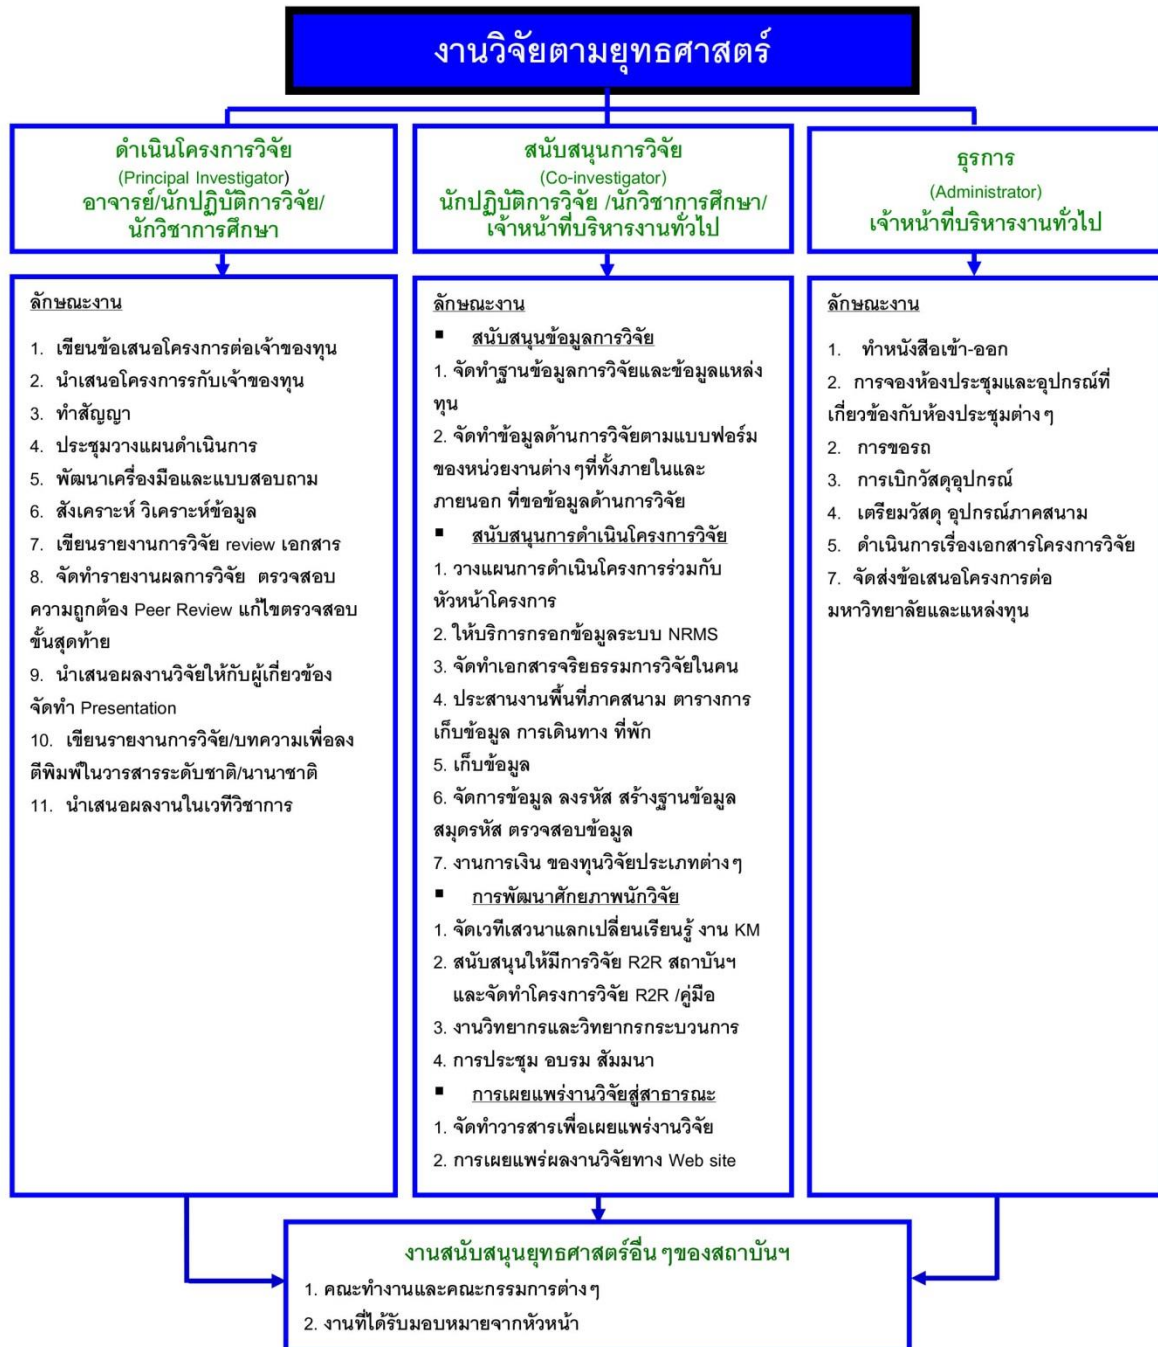 งานวิจัยตามยุทธศาสตร์
ดำเนินโครงการวิจัย
(Principal Investigator)
อาจารย์/นักปฏิบัติการวิจัย/
นักวิชาการศึกษา
สนับสนุนการวิจัย
(Co-investigator)
นักปฏิบัติการวิจัย /นักวิชาการศึกษา/
เจ้าหน้าที่บริหารงานทั่วไป
ธุรการ
(Administrator)
เจ้าหน้าที่บริหารงานทั่วไป
ลักษณะงาน
1. เขียนข้อเสนอโครงการต่อเจ้าของทุน
2. นำเสนอโครงการรกับเจ้าของทุน
3. ทำสัญญา
4. ประชุมวางแผนดำเนินการ
5. พัฒนาเครื่องมือและแบบสอบถาม
6. สังเคราะห์ วิเคราะห์ข้อมูล
7. เขียนรายงานการวิจัย review เอกสาร
8. จัดทำรายงานผลการวิจัย ตรวจสอบ
ความถูกต้อง Peer Review แก้ไขตรวจสอบ
ขั้นสุดท้าย
9. นำเสนอผลงานวิจัยให้กับผู้เกี่ยวข้อง
จัดทำ Presentation
10. เขียนรายงานการวิจัย/บทความเพื่อลง
ตีพิมพ์ในวารสารระดับชาติ/นานาชาติ
11. นำเสนอผลงานในเวทีวิชาการ
ลักษณะงาน
▪ สนับสนุนข้อมูลการวิจัย
1. จัดทำฐานข้อมูลการวิจัยและข้อมูลแหล่ง
ทุน
2. จัดทำข้อมูลด้านการวิจัยตามแบบฟอร์ม
ของหน่วยงานต่าง ๆที่ทั้งภายในและ
ภายนอก ที่ขอข้อมูลด้านการวิจัย
▪ สนับสนุนการดำเนินโครงการวิจัย
1. วางแผนการดำเนินโครงการร่วมกับ
หัวหน้าโครงการ
2. ให้บริการกรอกข้อมูลระบบ NRMS
3. จัดทำเอกสารจริยธรรมการวิจัยในคน
4. ประสานงานพื้นที่ภาคสนาม ตารางการ
เก็บข้อมูล การเดินทาง ที่พัก
5. เก็บข้อมูล
6. จัดการข้อมูล ลงรหัส สร้างฐานข้อมูล
สมุดรหัส ตรวจสอบข้อมูล
7. งานการเงิน ของทุนวิจัยประเภทต่าง ๆ
▪ การพัฒนาศักยภาพนักวิจัย
1. จัดเวทีเสวนาแลกเปลี่ยนเรียนรู้ งาน KM
2. สนับสนุนให้มีการวิจัย R2R สถาบันฯ
และจัดทำโครงการวิจัย R2R /คู่มือ
3. งานวิทยากรและวิทยากรกระบวนการ
4. การประชุม อบรม สัมมนา
▪ การเผยแพร่งานวิจัยสู่สาธารณะ
1. จัดทำวารสารเพื่อเผยแพร่งานวิจัย
2. การเผยแพร่ผลงานวิจัยทาง Web site
ลักษณะงาน
1. ทำหนังสือเข้า-ออก
2. การจองห้องประชุมและอุปกรณ์ที่
เกี่ยวข้องกับห้องประชุมต่าง ๆ
2. การขอรถ
3. การเบิกวัสดุอุปกรณ์
4. เตรียมวัสดุ อุปกรณ์ภาคสนาม
5. ดำเนินการเรื่องเอกสารโครงการวิจัย
7. จัดส่งข้อเสนอโครงการต่อ
มหาวิทยาลัยและแหล่งทุน
งานสนับสนุนยุทธศาสตร์อื่น ๆของสถาบันฯ
1. คณะทำงานและคณะกรรมการต่าง ๆ
2. งานที่ได้รับมอบหมายจากหัวหน้า